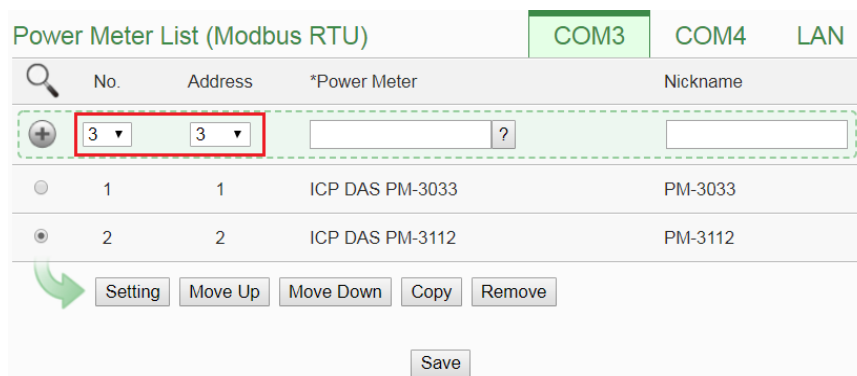 Power Meter List (Modbus RTU) COM3 COM4 LAN
No. Address *Power Meter Nickname
3 3 ?
1 1 ICP DAS PM-3033 PM-3033
2 2 ICP DAS PM-3112 PM-3112
Setting Move Up Move Down Copy Remove
Save